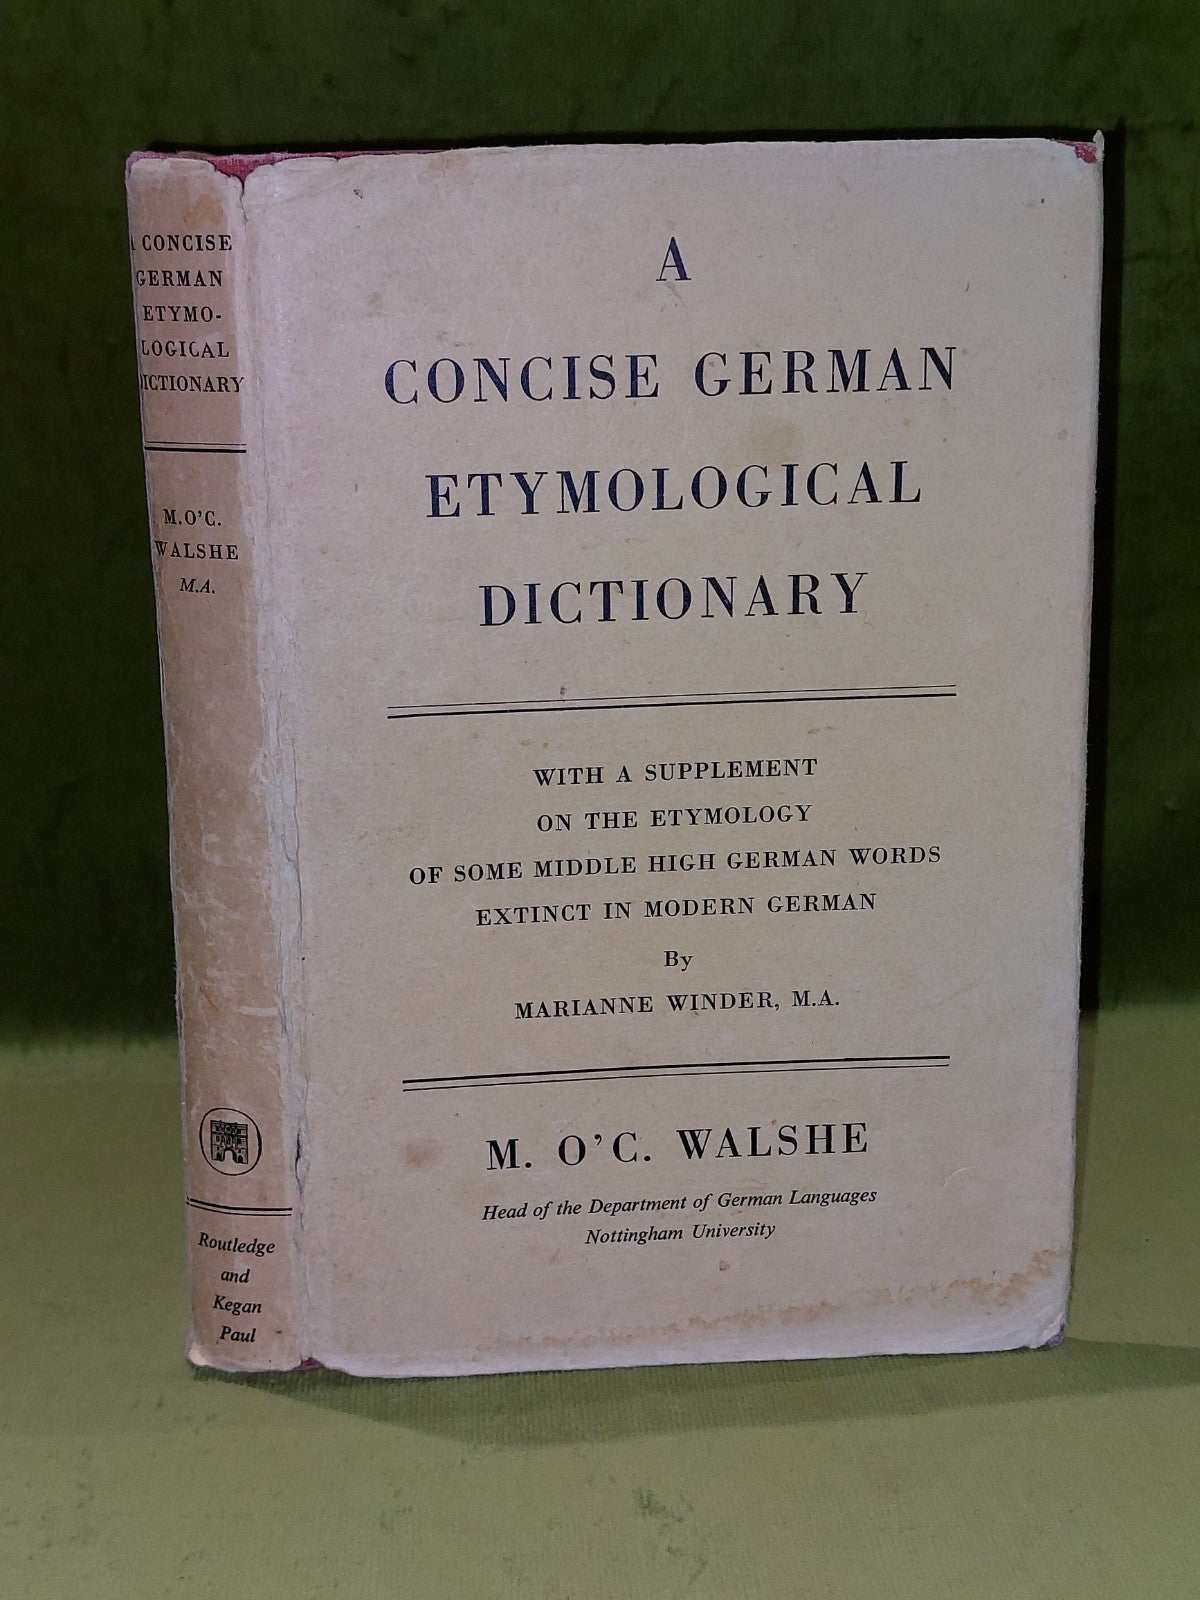 A CONCISE
GERMAN
ETYMO-
LOGICAL
DICTIONARY
M.O'C.
WALSHE
M.A.
Routledge
and
Kegan
Paul
A
CONCISE GERMAN
ETYMOLOGICAL
DICTIONARY
WITH A SUPPLEMENT
ON THE ETYMOLOGY
OF SOME MIDDLE HIGH GERMAN WORDS
EXTINCT IN MODERN GERMAN
By
MARIANNE WINDER, M.A.
M. O'C. WALSHE
Head of the Department of German Languages
Nottingham University